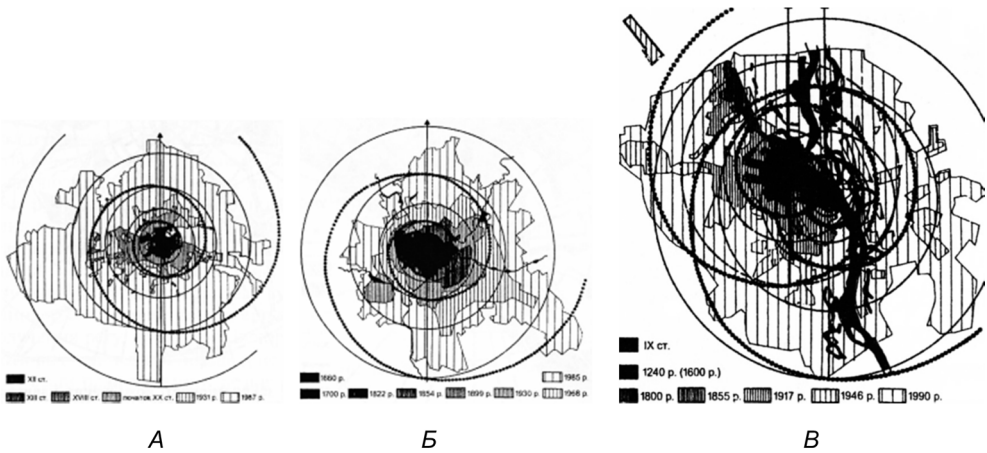 XII ст.
XIII ст. XVIII ст. початок XX ст. 1931 р. 1987 р.
1660 р. 1985 р.
1700 р. 1822 р. 1854 р. 1899 р. 1930 р. 1968 р.
IX ст.
1240 р. (1600 р.)
1800 р. 1855 р. 1917 р. 1946 р. 1990 р.
А Б В